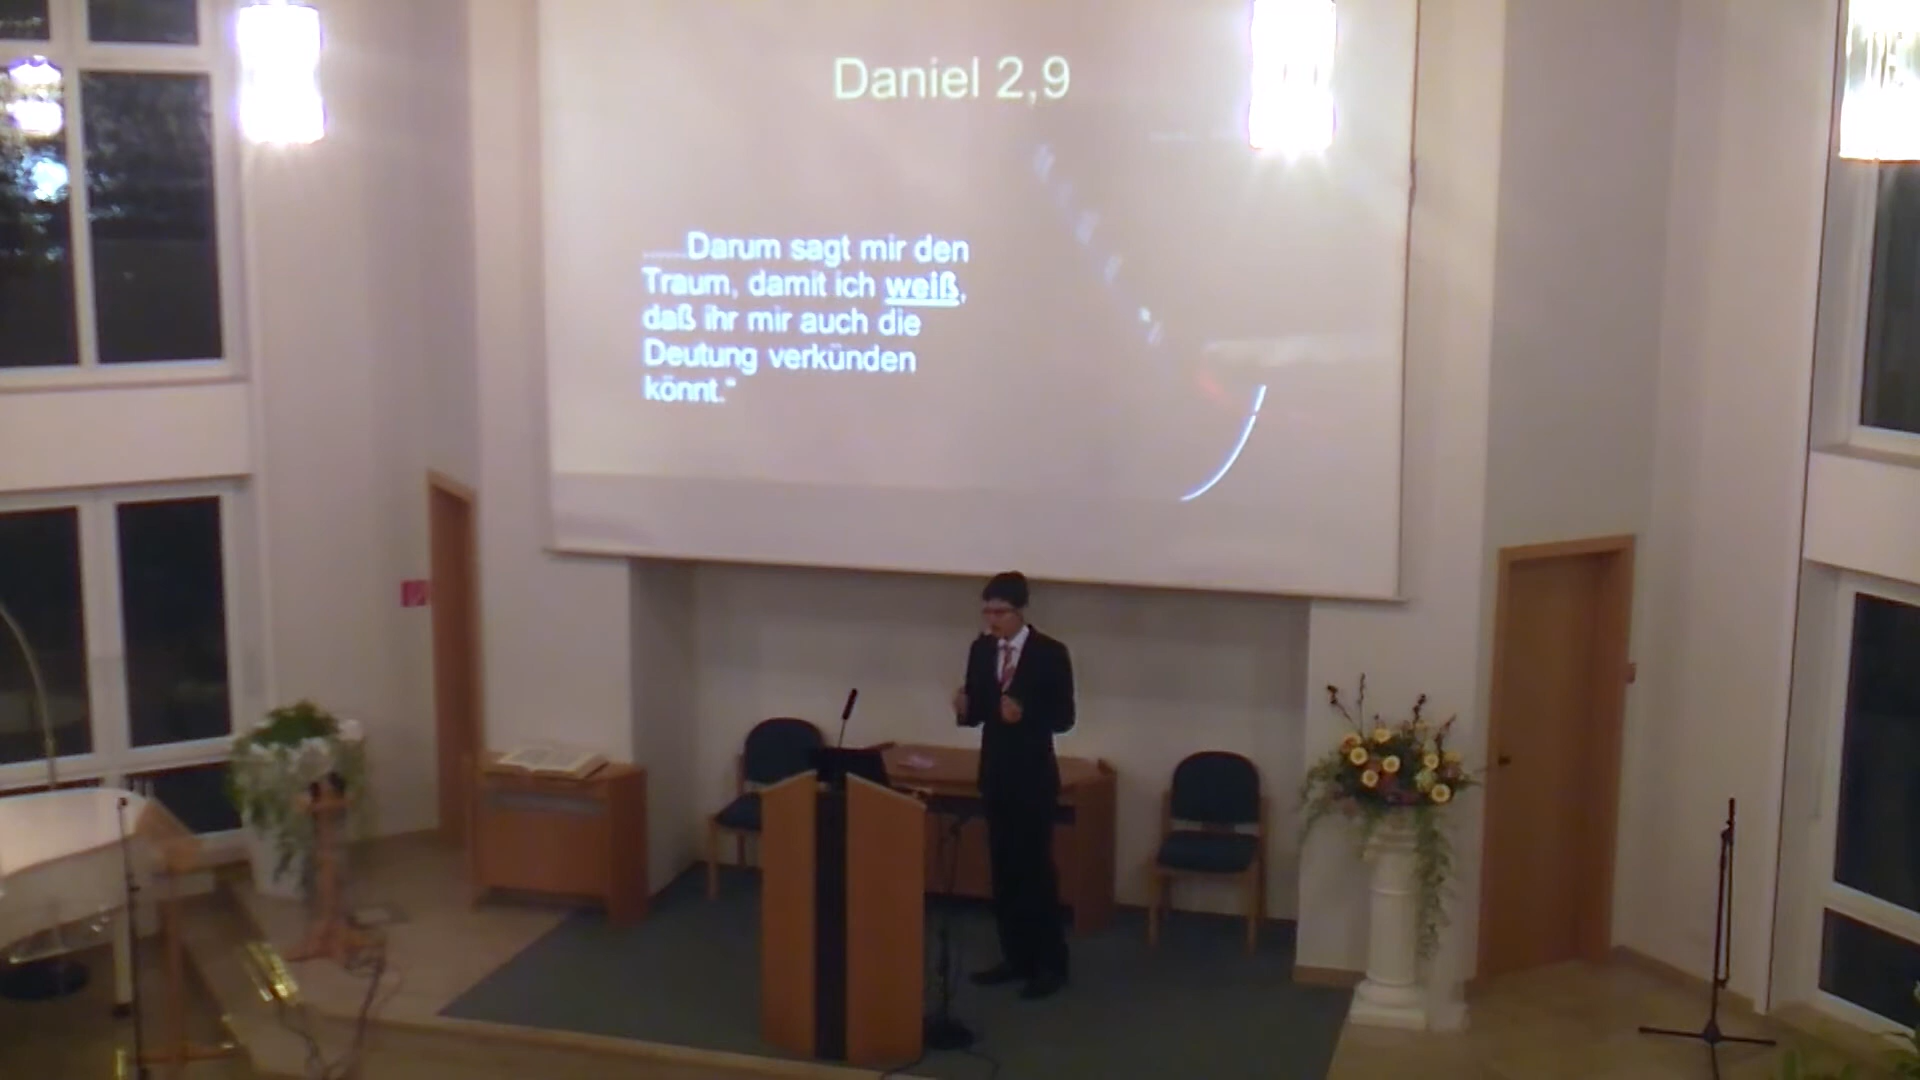 Daniel 2,9
......Darum sagt mir den
Traum, damit ich weiß,
daß ihr mir auch die
Deutung verkünden
könnt."